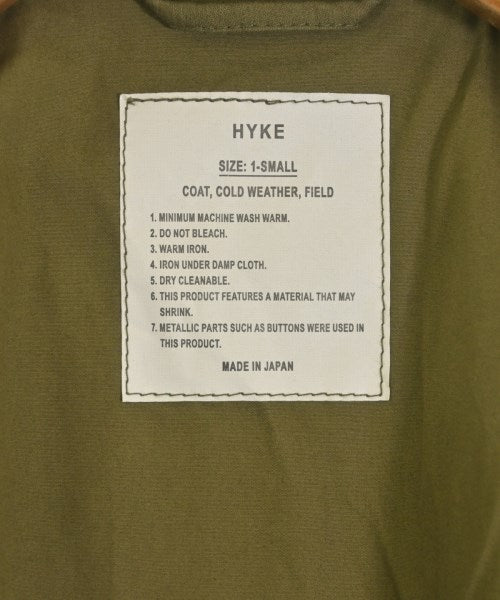 HYKE
SIZE: 1-SMALL
COAT, COLD WEATHER, FIELD
1. MINIMUM MACHINE WASH WARM.
2. DO NOT BLEACH.
3. WARM IRON.
4. IRON UNDER DAMP CLOTH.
5. DRY CLEANABLE.
6. THIS PRODUCT FEATURES A MATERIAL THAT MAY
SHRINK.
7. METALLIC PARTS SUCH AS BUTTONS WERE USED IN
THIS PRODUCT.
MADE IN JAPAN